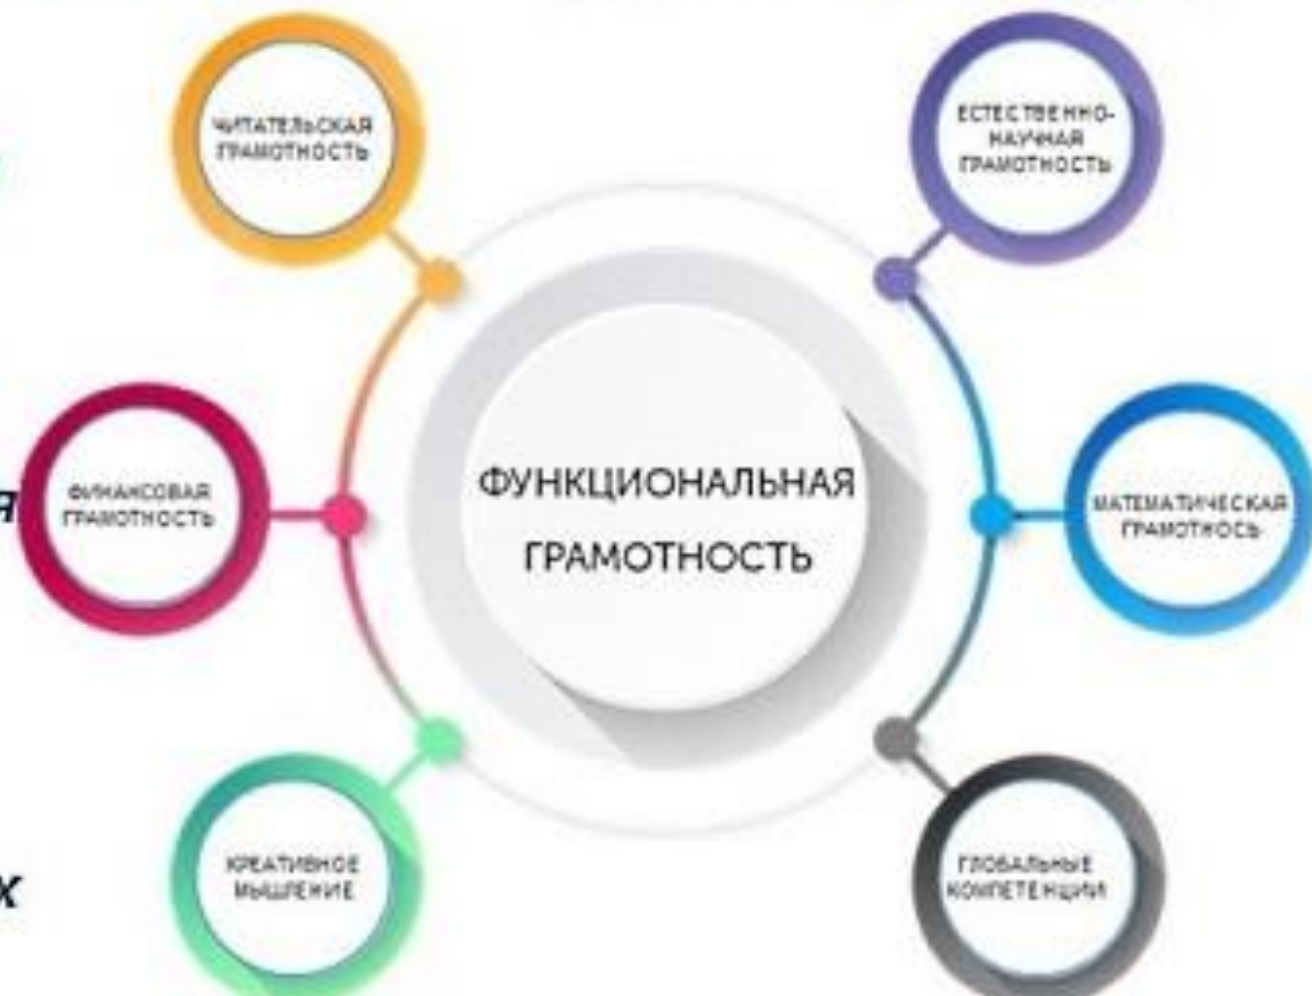 ЧИТАТЕЛЬСКАЯ
ГРАМОТНОСТЬ
ЕСТЕСТВЕННО-
НАУЧНАЯ
ГРАМОТНОСТЬ
Я
ФИНАНСОВАЯ
ГРАМОТНОСТЬ
ФУНКЦИОНАЛЬНАЯ
ГРАМОТНОСТЬ
МАТЕМАТИЧЕСКАЯ
ГРАМОТНОСЬ
Х
КРЕАТИВНОЕ
МЫШЛЕНИЕ
ГЛОБАЛЬНЫЕ
КОМПЕТЕНЦИИ